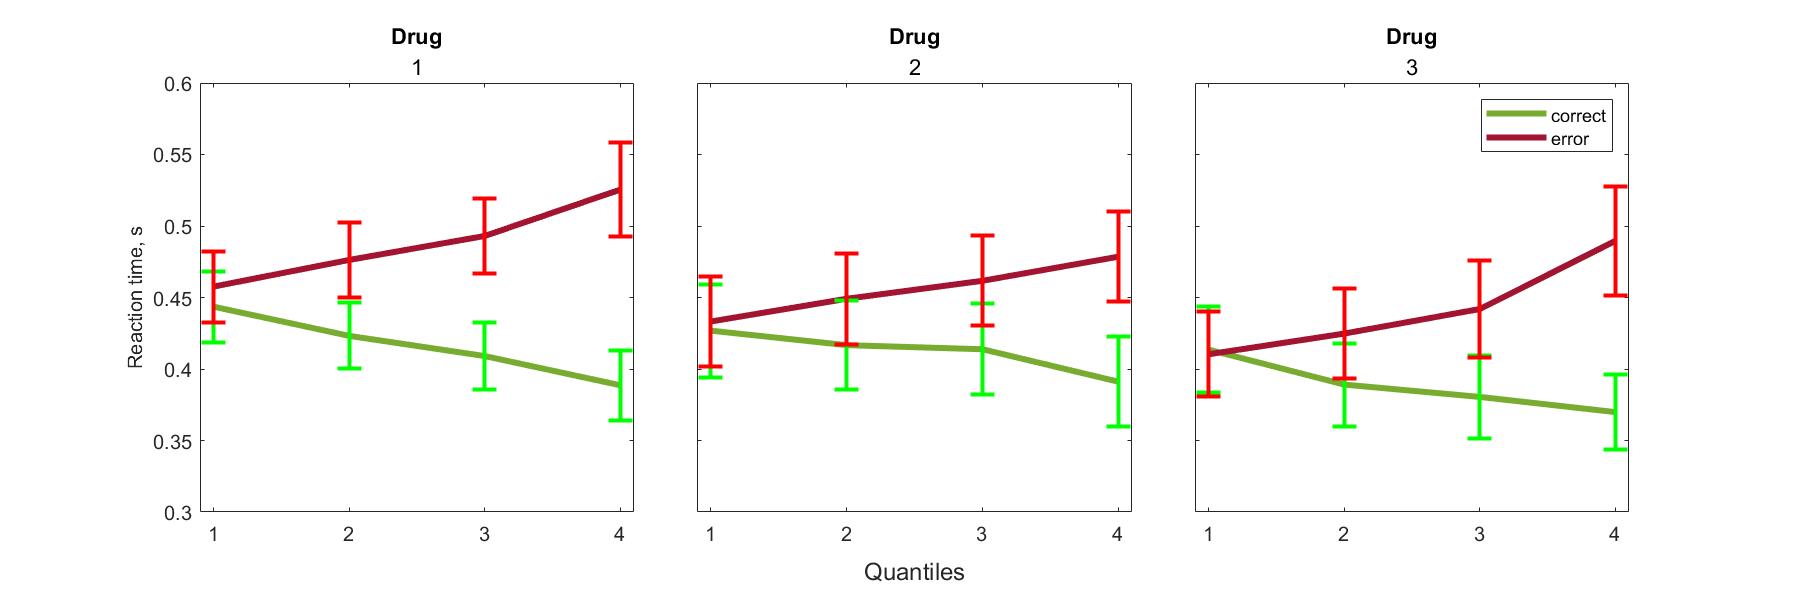 Drug
1
Drug
2
Drug
3
0.6
0.55
0.5
0.45
0.4
0.35
0.3
Reaction time, s
correct
error
1 2 3 4
1 2 3 4
1 2 3 4
Quantiles